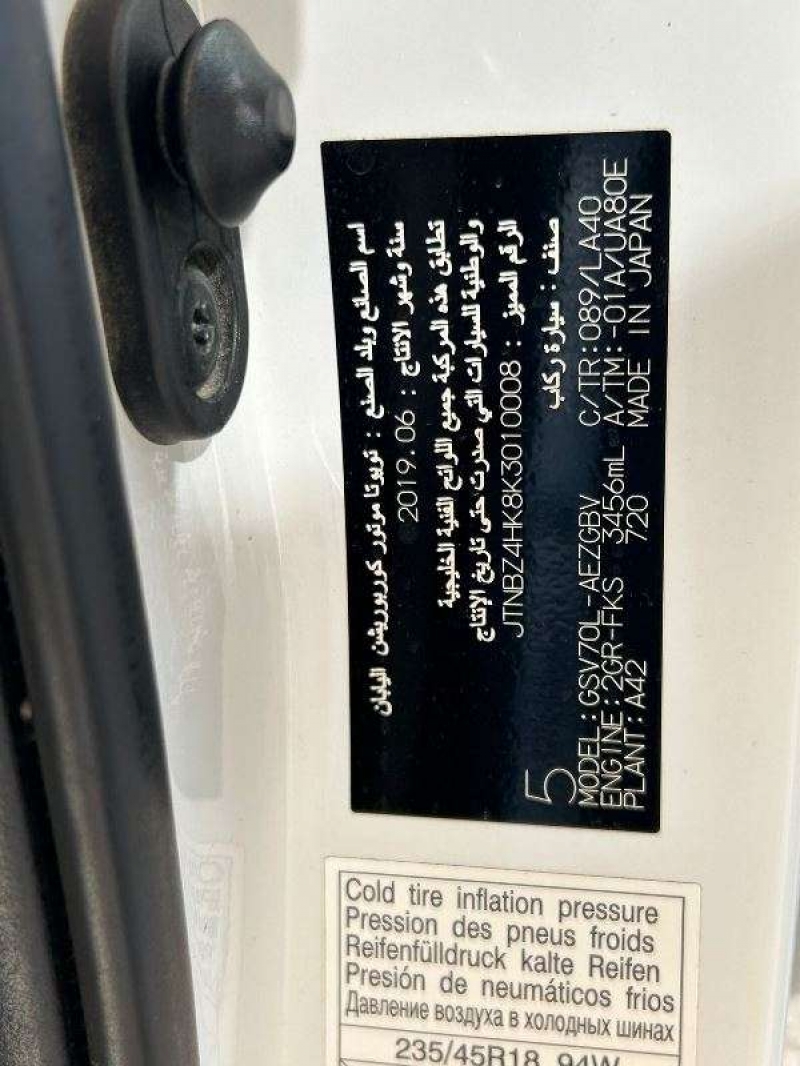 اسم الصانع وبلد الصنع : تويوتا موتور كوربوريشن اليابان
سنة وشهر الانتاج : 2019.06
تطابق هذه المركبة جميع اللوائح الفنية الخليجية
والوطنية للسيارات التي صدرت حتى تاريخ الإنتاج
الرقم المميز : JTNBZ4HK8K3010008
صنف : سيارة ركاب
5
MODEL:GSV70L-AEZGBV C/TR:089/LA40
ENGINE:2GR-FKS 3456mL A/TM:-01A/UA80E
PLANT:A42 720 MADE IN JAPAN
Cold tire inflation pressure
Pression des pneus froids
Reifenfülldruck kalte Reifen
Presión de neumáticos frios
Давление воздуха в холодных шинах
235/45R18 94W